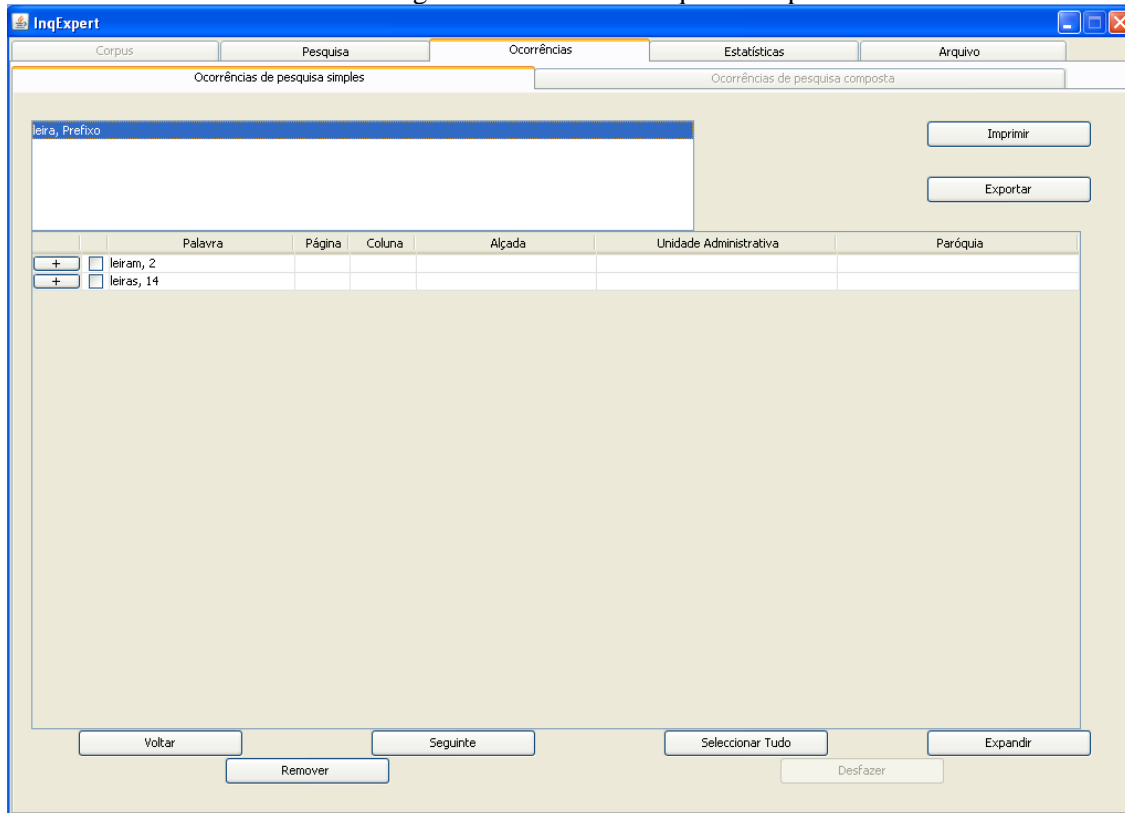 InqExpert
Corpus Pesquisa Ocorrências Estatísticas Arquivo
Ocorrências de pesquisa simples Ocorrências de pesquisa composta
leira, Prefixo
Imprimir
Exportar
Palavra Página Coluna Alçada Unidade Administrativa Paróquia
+ leiram, 2
+ leiras, 14
Voltar Seguinte Seleccionar Tudo Expandir
Remover Desfazer